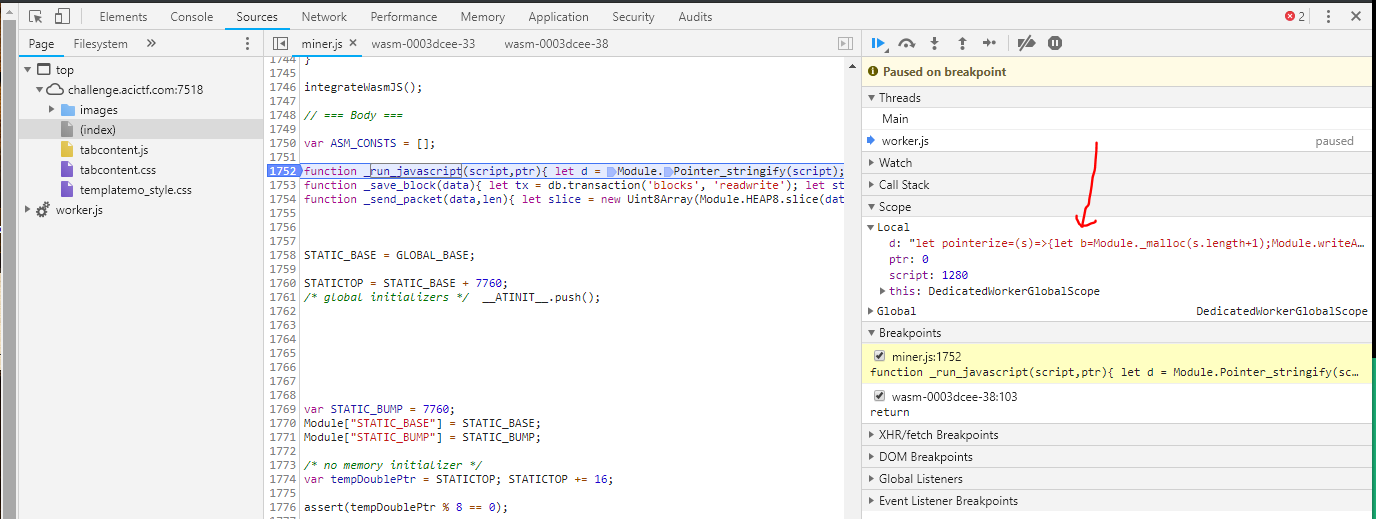 Elements Console Sources Network Performance Memory Application Security Audits 2
Page Filesystem »
miner.js × wasm-0003dcee-33 wasm-0003dcee-38
top
challenge.acictf.com:7518
images
(index)
tabcontent.js
tabcontent.css
templatemo_style.css
worker.js
1744 }
1745
1746 integrateWasmJS();
1747
1748 // === Body ===
1749
1750 var ASM_CONSTS = [];
1751
1752 function _run_javascript(script,ptr){ let d = Module.Pointer_stringify(script);
1753 function _save_block(data){ let tx = db.transaction('blocks', 'readwrite'); let st
1754 function _send_packet(data,len){ let slice = new Uint8Array(Module.HEAP8.slice(dat
1755
1756
1757
1758 STATIC_BASE = GLOBAL_BASE;
1759
1760 STATICTOP = STATIC_BASE + 7760;
1761 /* global initializers */ __ATINIT__.push();
1762
1763
1764
1765
1766
1767
1768
1769 var STATIC_BUMP = 7760;
1770 Module["STATIC_BASE"] = STATIC_BASE;
1771 Module["STATIC_BUMP"] = STATIC_BUMP;
1772
1773 /* no memory initializer */
1774 var tempDoublePtr = STATICTOP; STATICTOP += 16;
1775
1776 assert(tempDoublePtr % 8 == 0);
Paused on breakpoint
Threads
Main
worker.js paused
Watch
Call Stack
Scope
Local
d: "let pointerize=(s)=>{let b=Module._malloc(s.length+1);Module.writeA…
ptr: 0
script: 1280
this: DedicatedWorkerGlobalScope
Global DedicatedWorkerGlobalScope
Breakpoints
miner.js:1752
function _run_javascript(script,ptr){ let d = Module.Pointer_stringify(sc…
wasm-0003dcee-38:103
return
XHR/fetch Breakpoints
DOM Breakpoints
Global Listeners
Event Listener Breakpoints